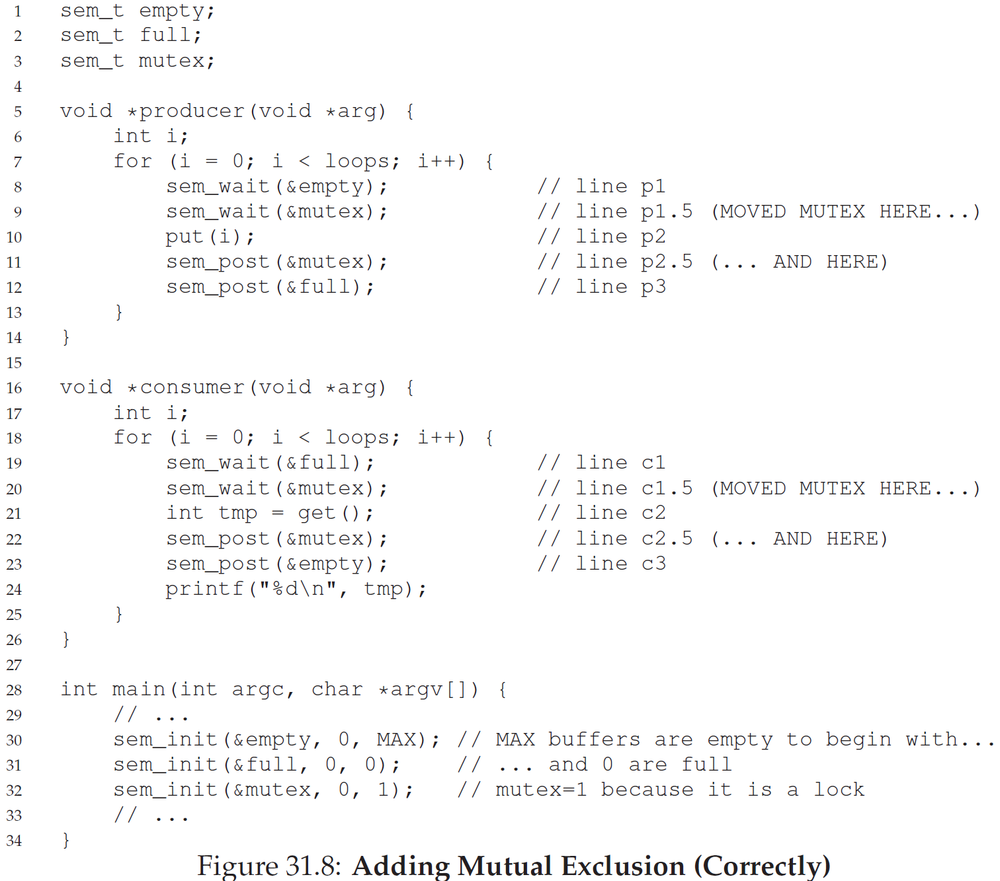 1 sem_t empty;
2 sem_t full;
3 sem_t mutex;
4
5 void *producer(void *arg) {
6 int i;
7 for (i = 0; i < loops; i++) {
8 sem_wait(&empty); // line p1
9 sem_wait(&mutex); // line p1.5 (MOVED MUTEX HERE...)
10 put(i); // line p2
11 sem_post(&mutex); // line p2.5 (... AND HERE)
12 sem_post(&full); // line p3
13 }
14 }
15
16 void *consumer(void *arg) {
17 int i;
18 for (i = 0; i < loops; i++) {
19 sem_wait(&full); // line c1
20 sem_wait(&mutex); // line c1.5 (MOVED MUTEX HERE...)
21 int tmp = get(); // line c2
22 sem_post(&mutex); // line c2.5 (... AND HERE)
23 sem_post(&empty); // line c3
24 printf("%d\n", tmp);
25 }
26 }
27
28 int main(int argc, char *argv[]) {
29 // ...
30 sem_init(&empty, 0, MAX); // MAX buffers are empty to begin with...
31 sem_init(&full, 0, 0); // ... and 0 are full
32 sem_init(&mutex, 0, 1); // mutex=1 because it is a lock
33 // ...
34 }
Figure 31.8: Adding Mutual Exclusion (Correctly)